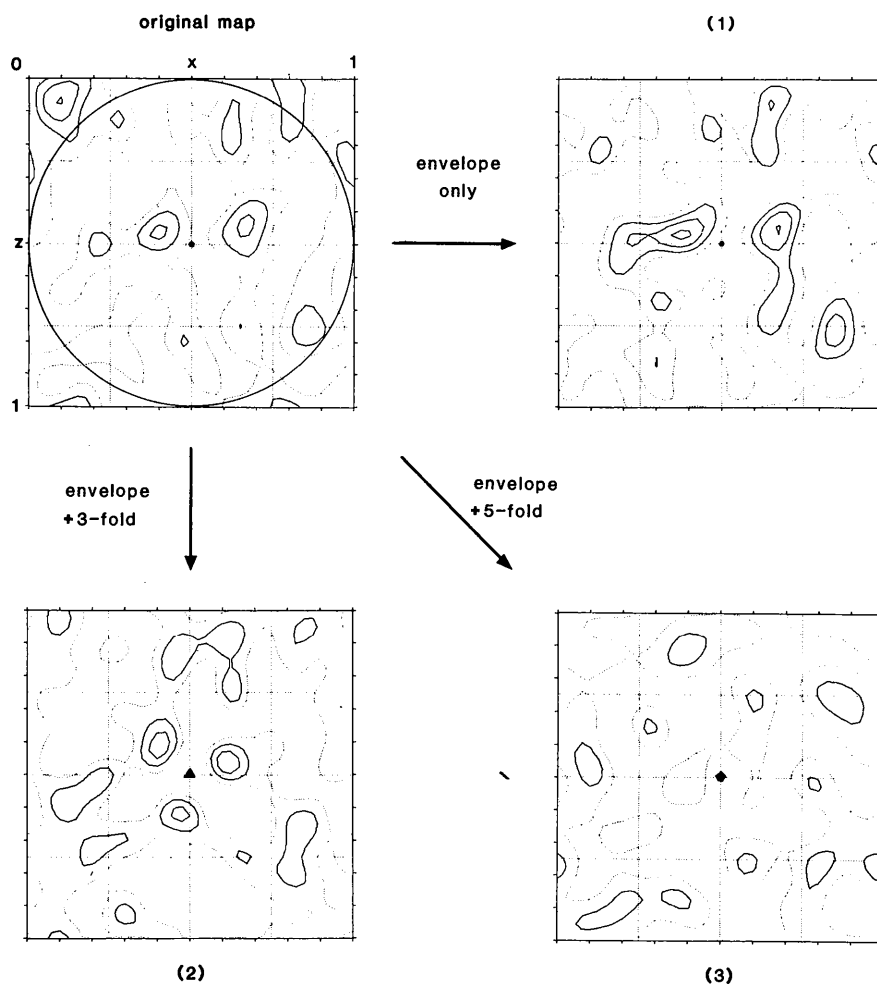 original map
(1)
0
x
1
envelope
only
z
1
envelope
+3-fold
envelope
+5-fold
(2)
(3)